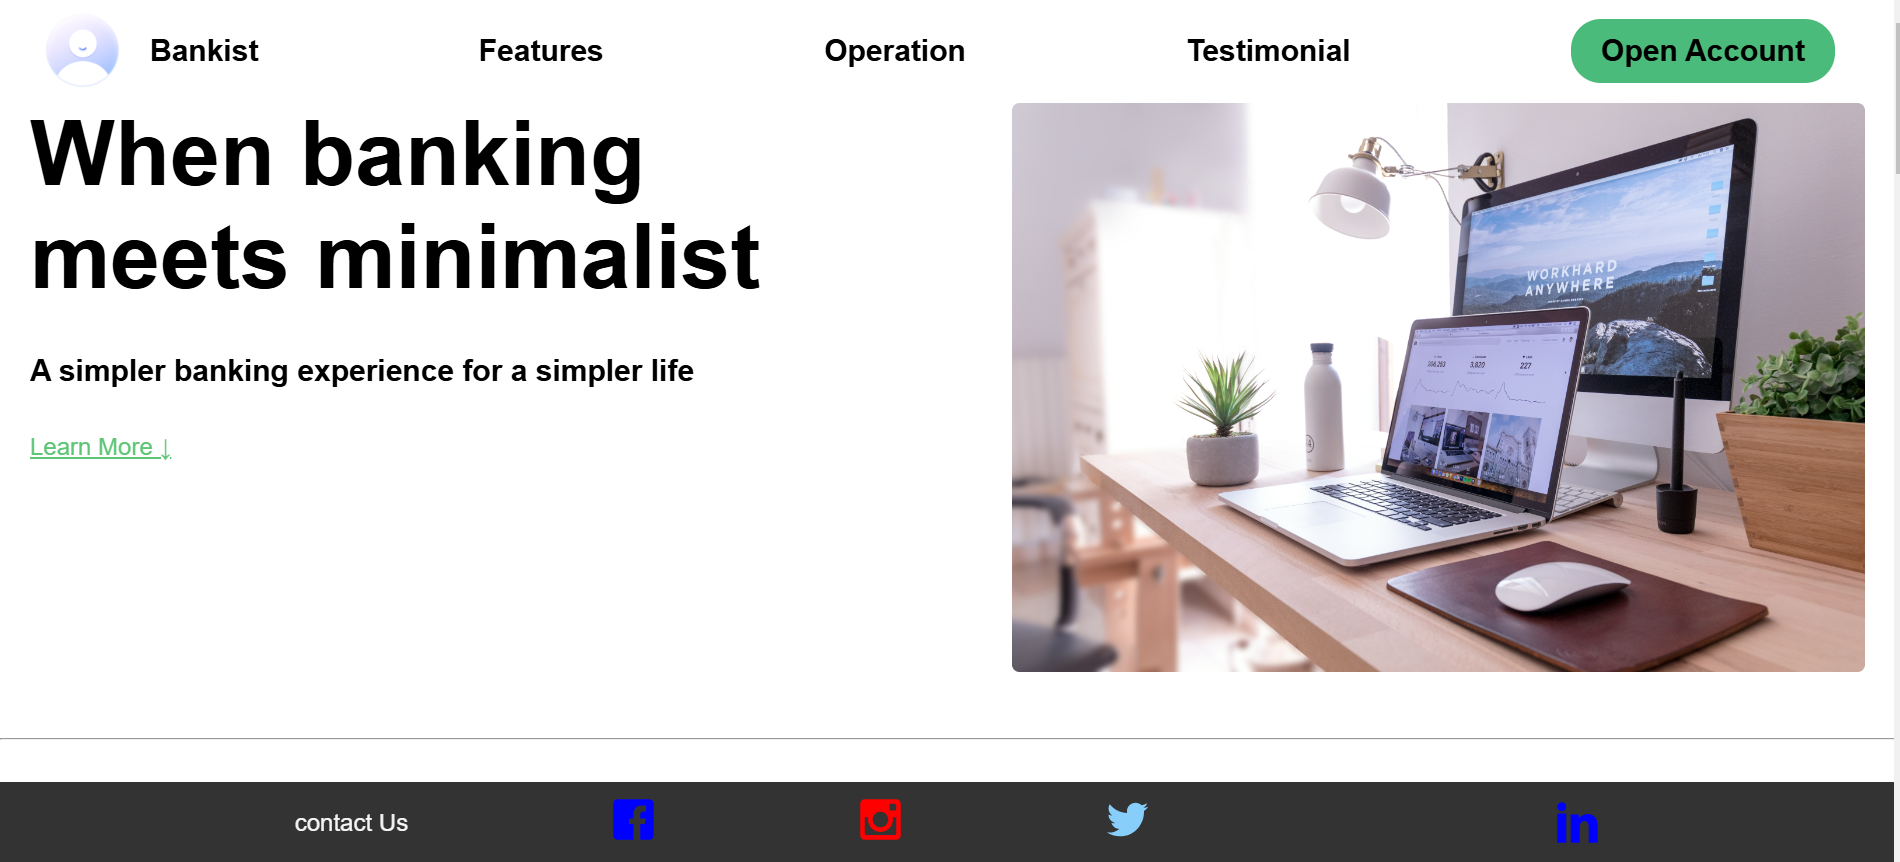 Bankist
Features
Operation
Testimonial
Open Account
When banking
meets minimalist
A simpler banking experience for a simpler life
Learn More ↓
WORKHARD
ANYWHERE
227
contact Us